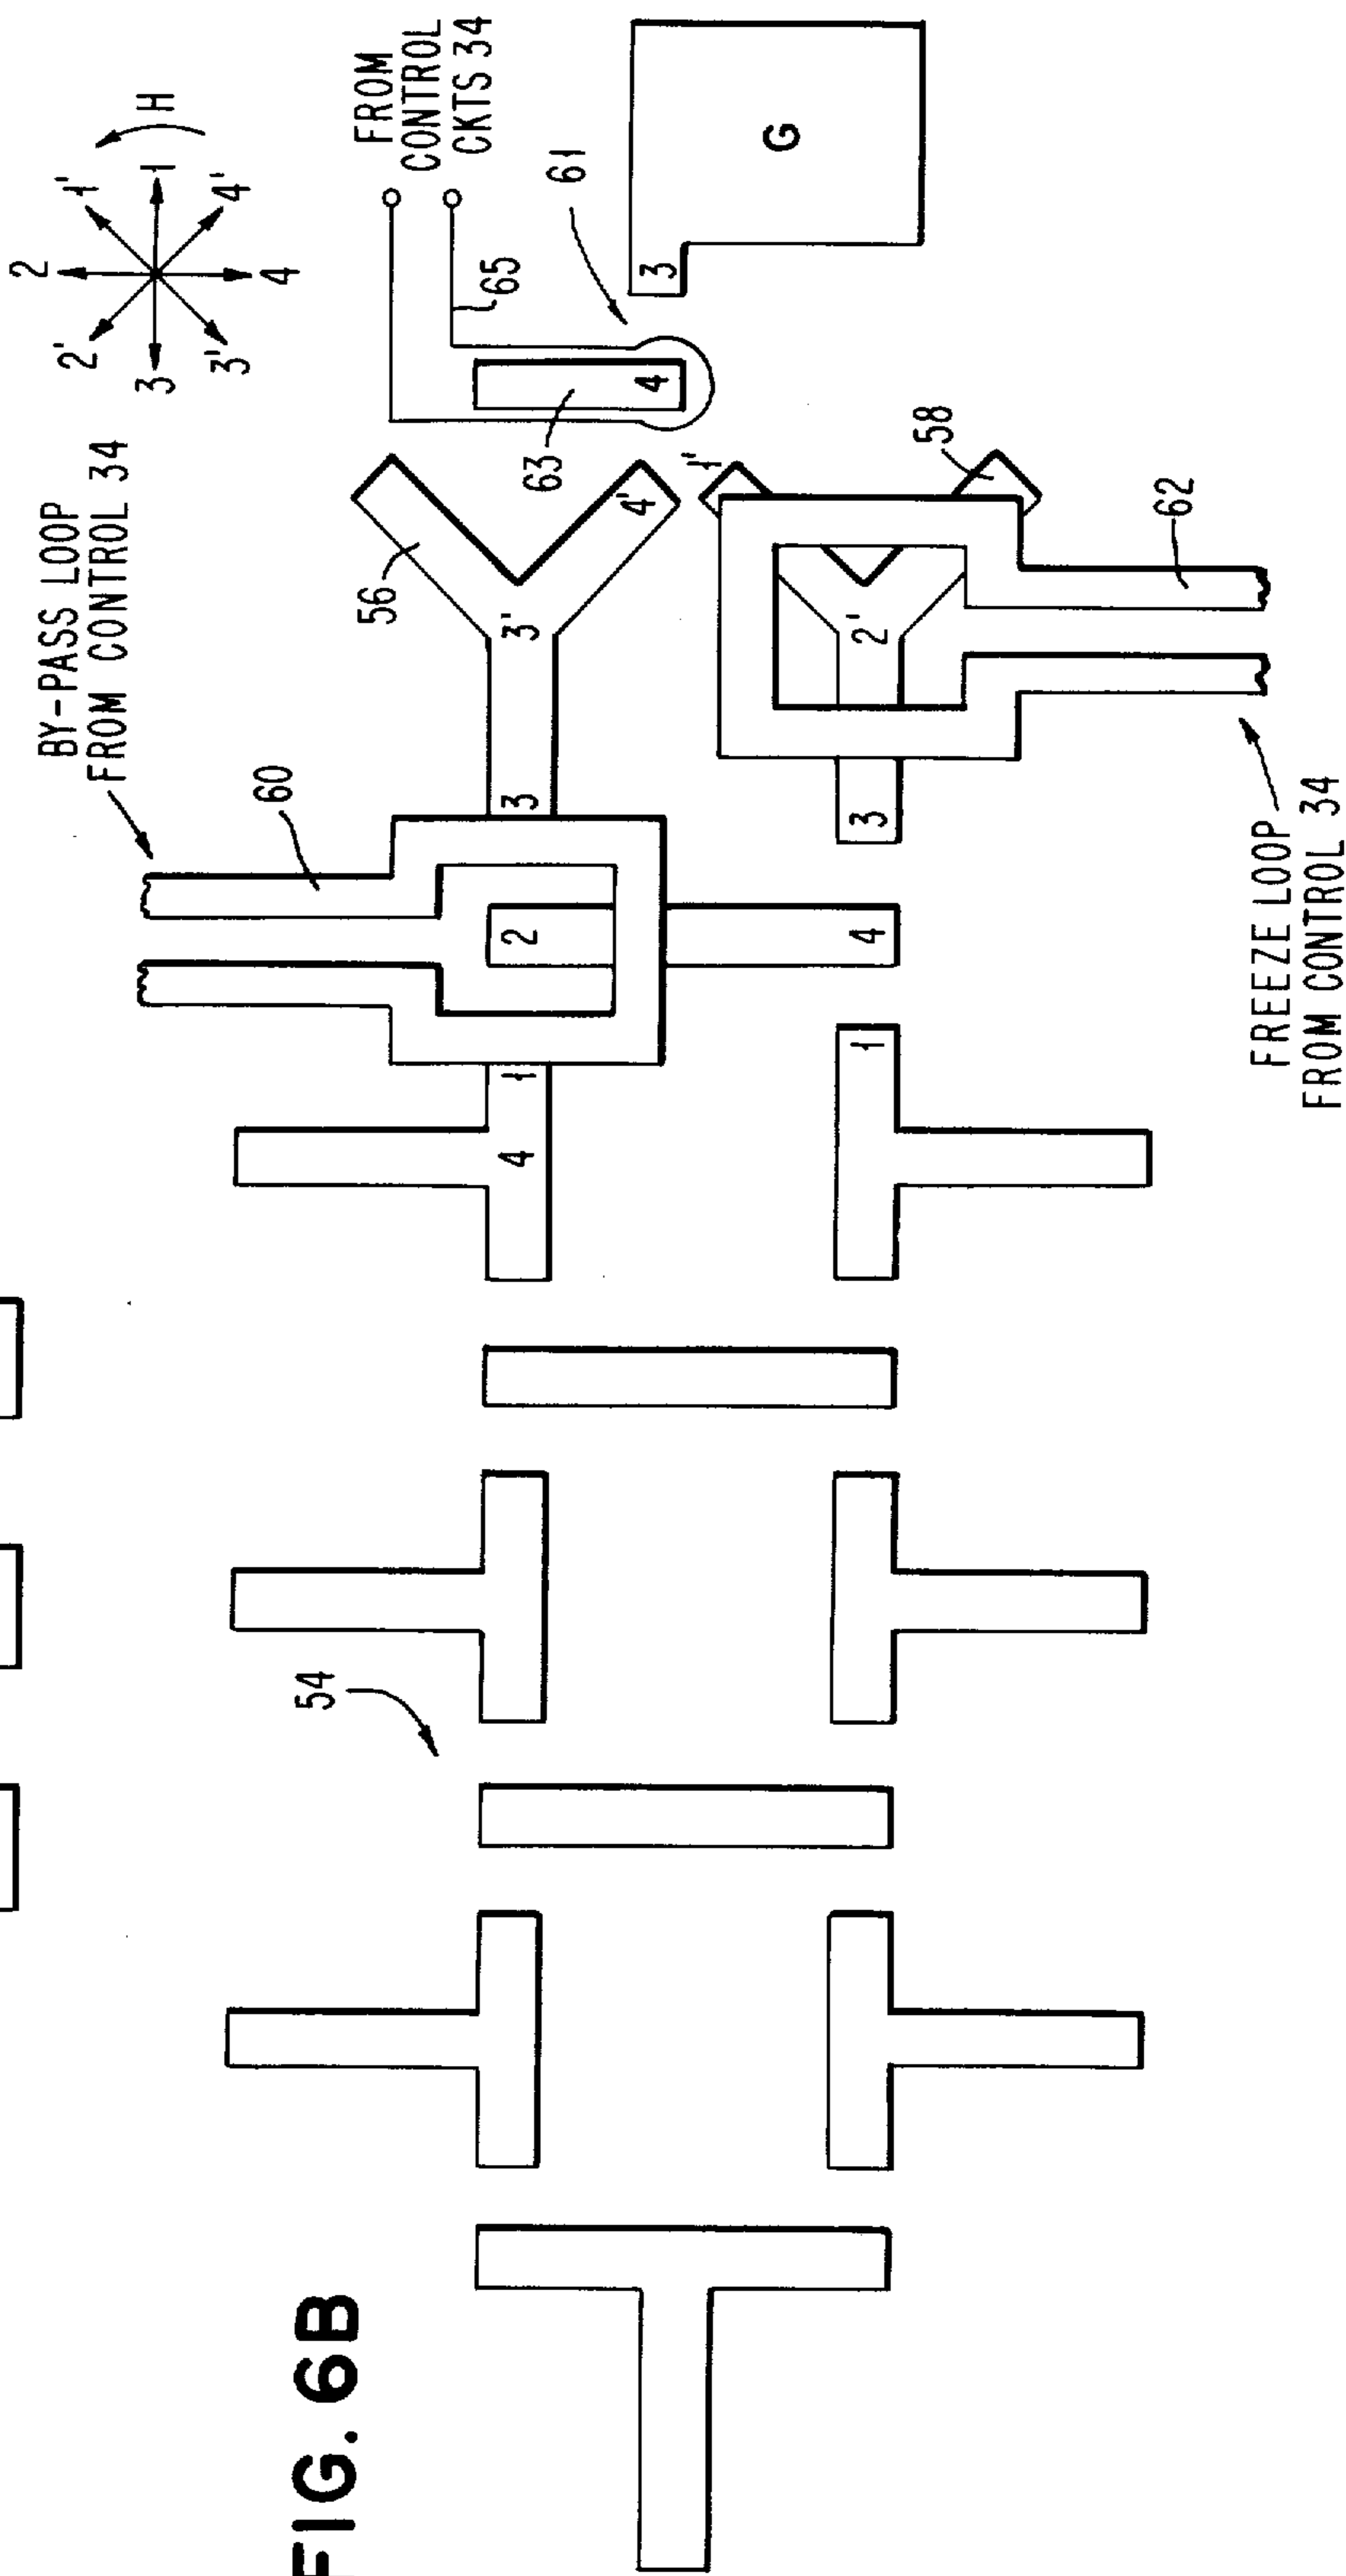 FIG. 6B
54
BY-PASS LOOP
FROM CONTROL 34
60
56
2
2'
1'
3
1
H
3'
4'
4
FROM
CONTROL
CKTS 34
65
61
63
4
3
G
4
1
2
3
3'
4'
1
4
3
2'
1'
58
62
FREEZE LOOP
FROM CONTROL 34